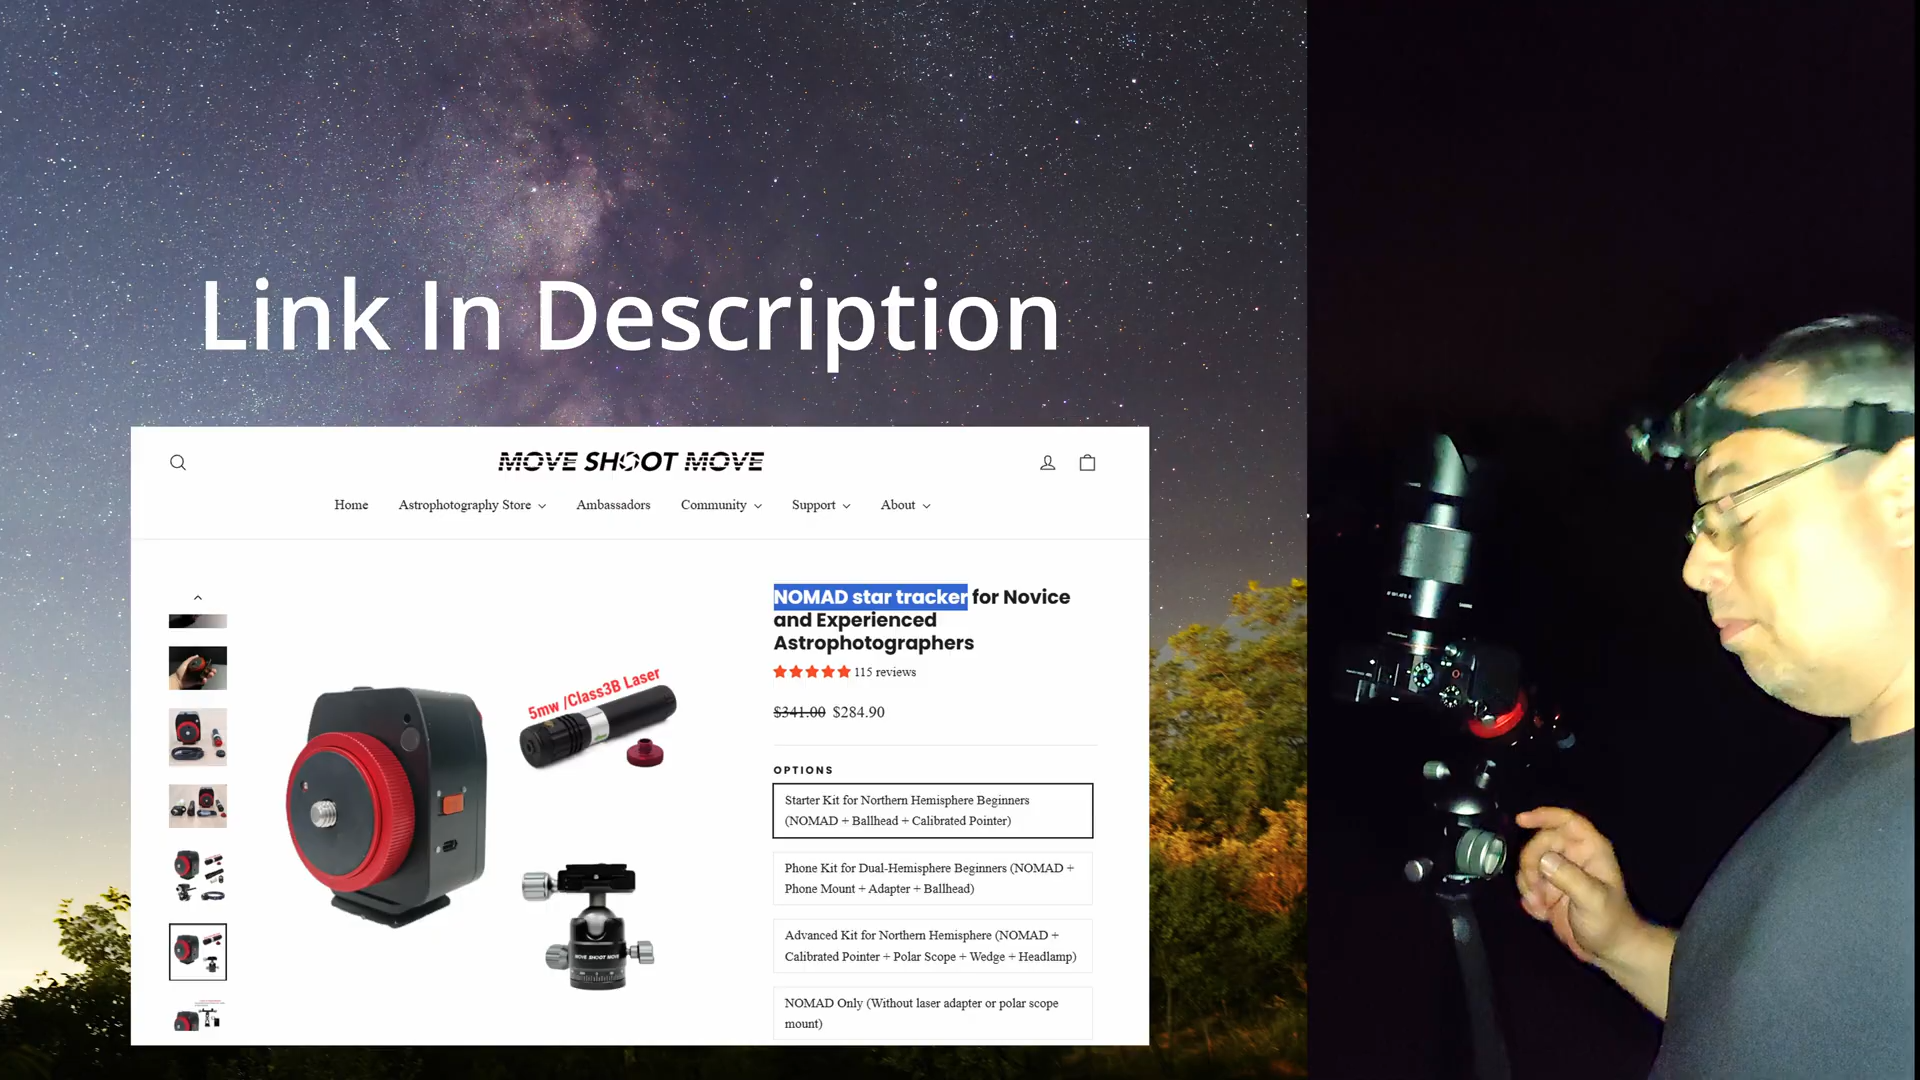 Link In Description
MOVE SHOOT MOVE
Home Astrophotography Store Ambassadors Community Support About
NOMAD star tracker for Novice
and Experienced
Astrophotographers
115 reviews
$341.00 $284.90
OPTIONS
Starter Kit for Northern Hemisphere Beginners
(NOMAD + Ballhead + Calibrated Pointer)
Phone Kit for Dual-Hemisphere Beginners (NOMAD +
Phone Mount + Adapter + Ballhead)
Advanced Kit for Northern Hemisphere (NOMAD +
Calibrated Pointer + Polar Scope + Wedge + Headlamp)
NOMAD Only (Without laser adapter or polar scope
mount)
5mw /Class3B Laser
MOVE SHOOT MOVE